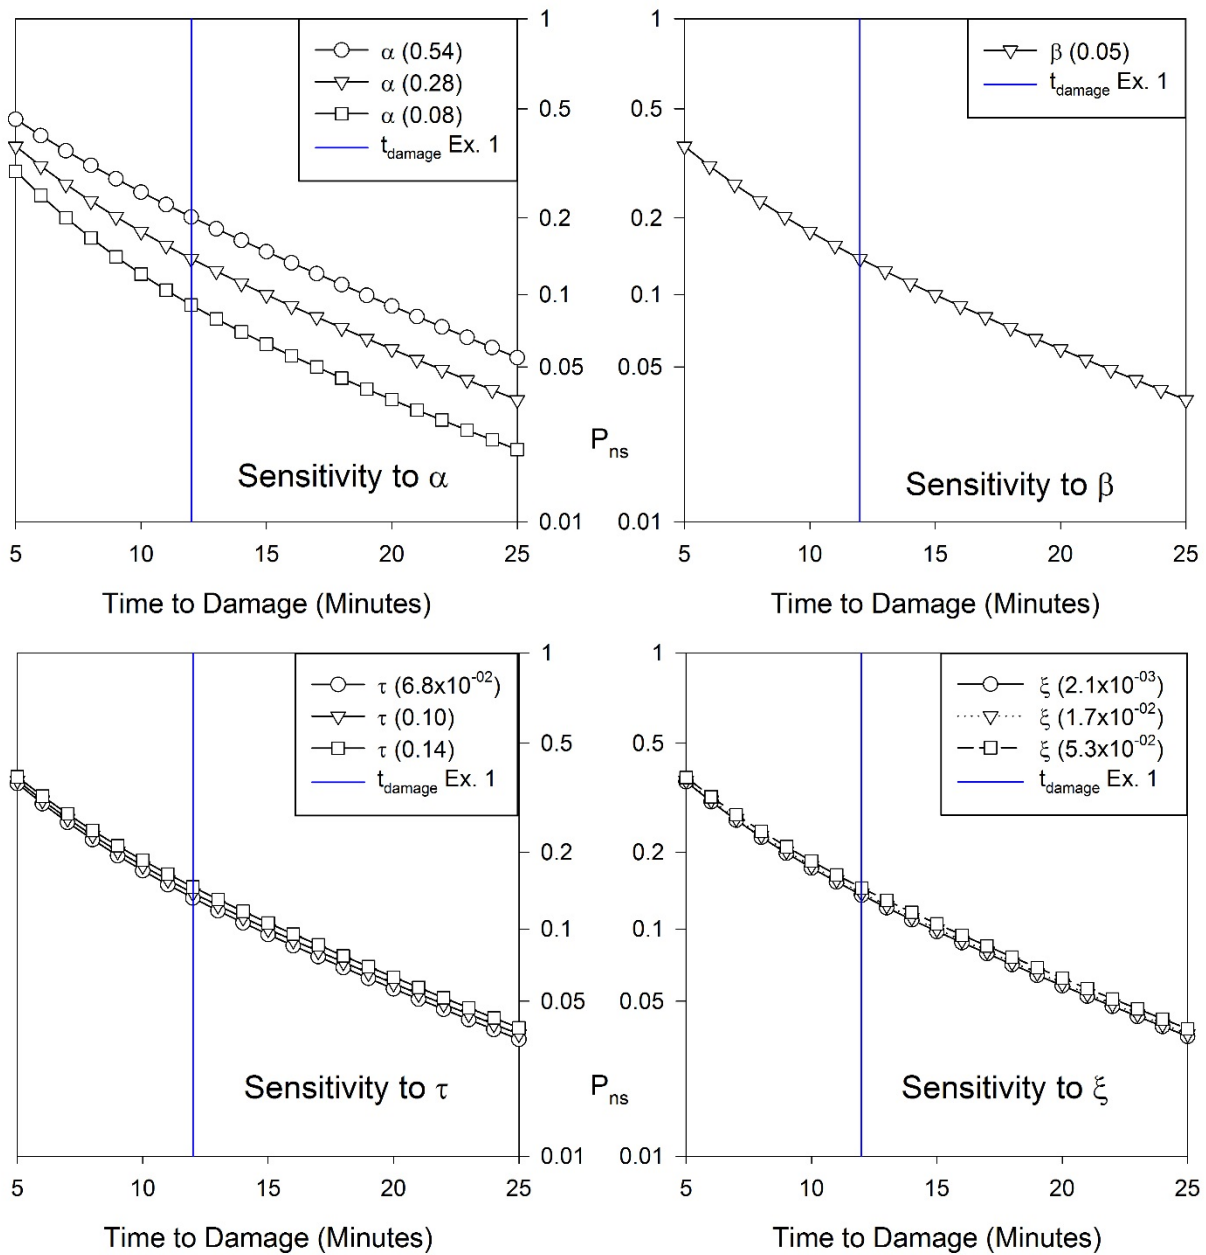 α (0.54)
α (0.28)
α (0.08)
t_damage Ex. 1
1
0.5
0.2
0.1
0.05
0.01
P_ns
Sensitivity to α
5 10 15 20 25
Time to Damage (Minutes)
β (0.05)
t_damage Ex. 1
1
0.5
0.2
0.1
0.05
0.01
Sensitivity to β
5 10 15 20 25
Time to Damage (Minutes)
τ (6.8x10^-02)
τ (0.10)
τ (0.14)
t_damage Ex. 1
1
0.5
0.2
0.1
0.05
0.01
P_ns
Sensitivity to τ
5 10 15 20 25
Time to Damage (Minutes)
ξ (2.1x10^-03)
ξ (1.7x10^-02)
ξ (5.3x10^-02)
t_damage Ex. 1
1
0.5
0.2
0.1
0.05
0.01
Sensitivity to ξ
5 10 15 20 25
Time to Damage (Minutes)